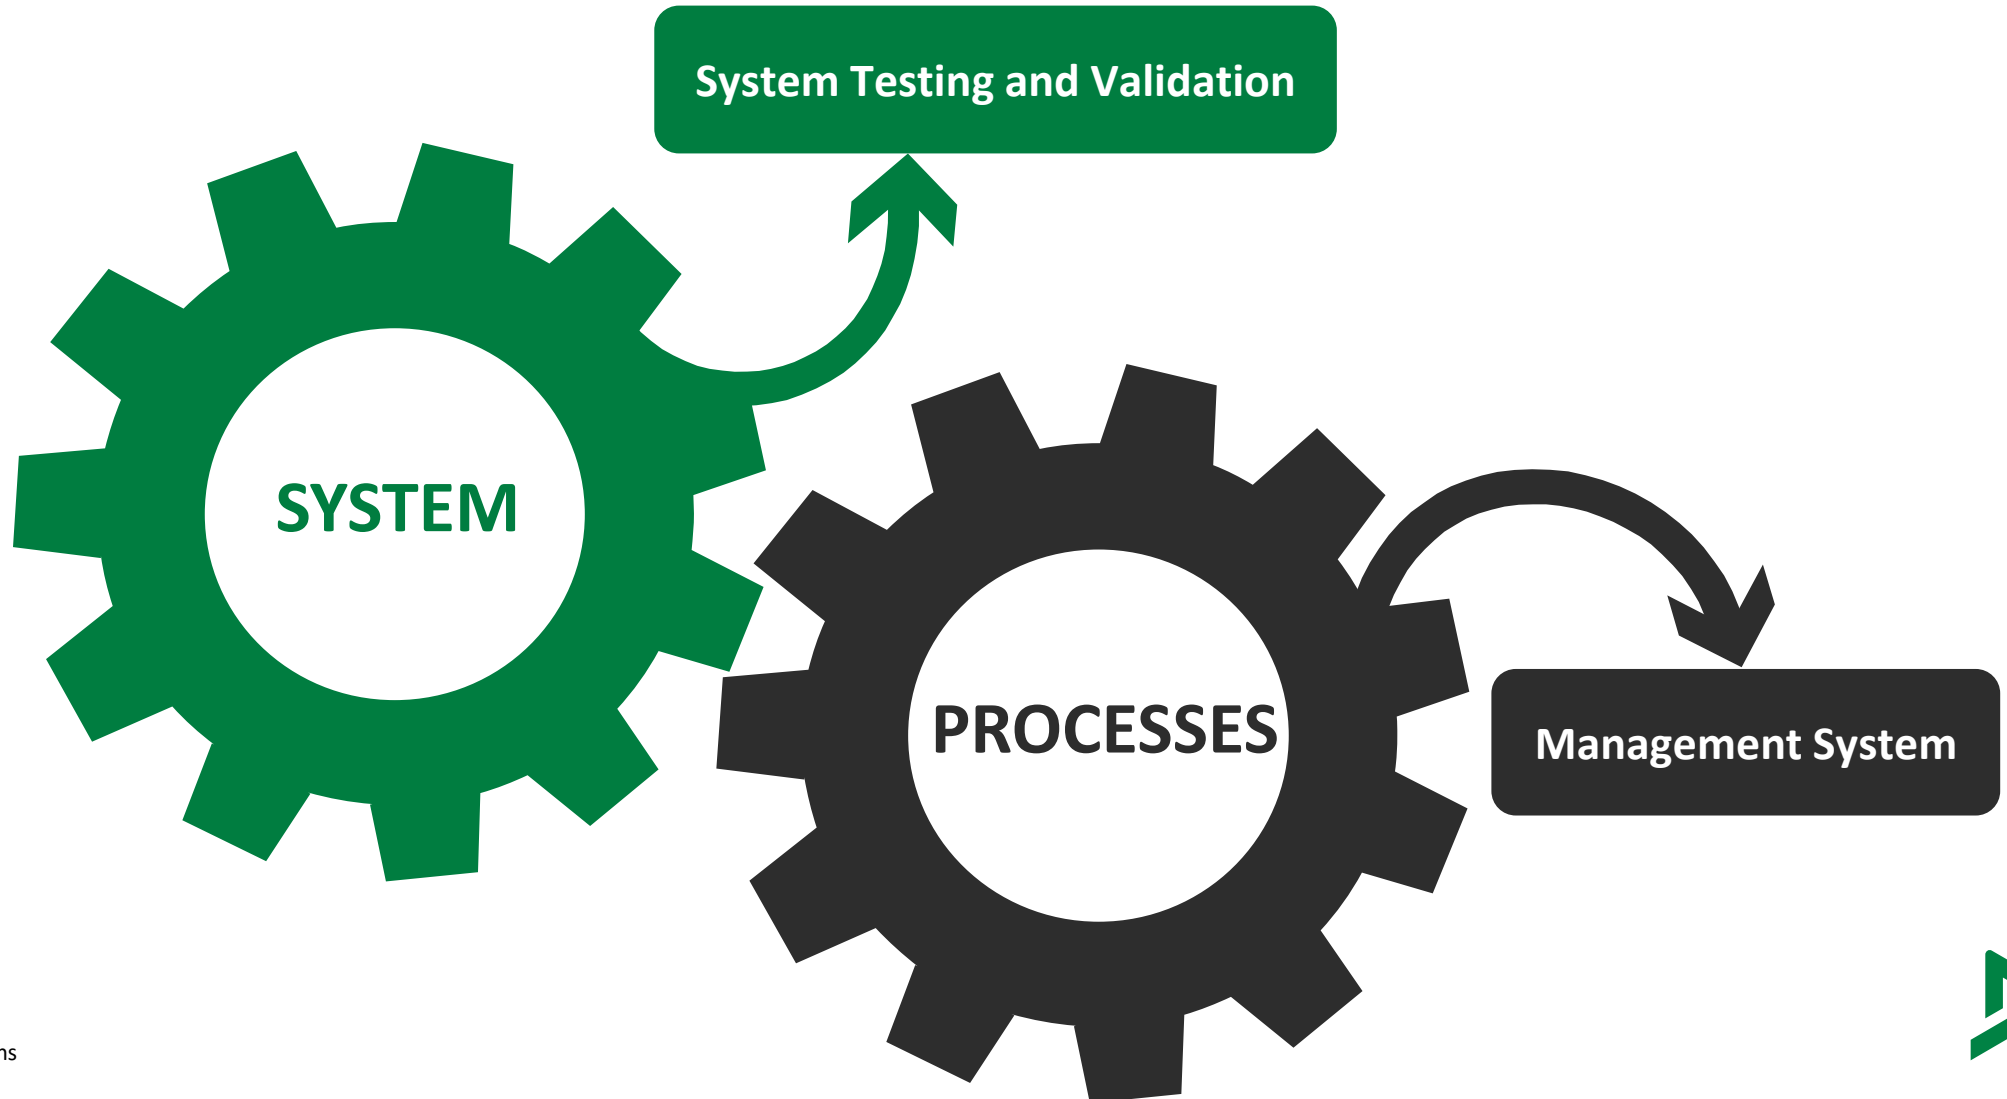 System Testing and Validation
SYSTEM
PROCESSES
Management System